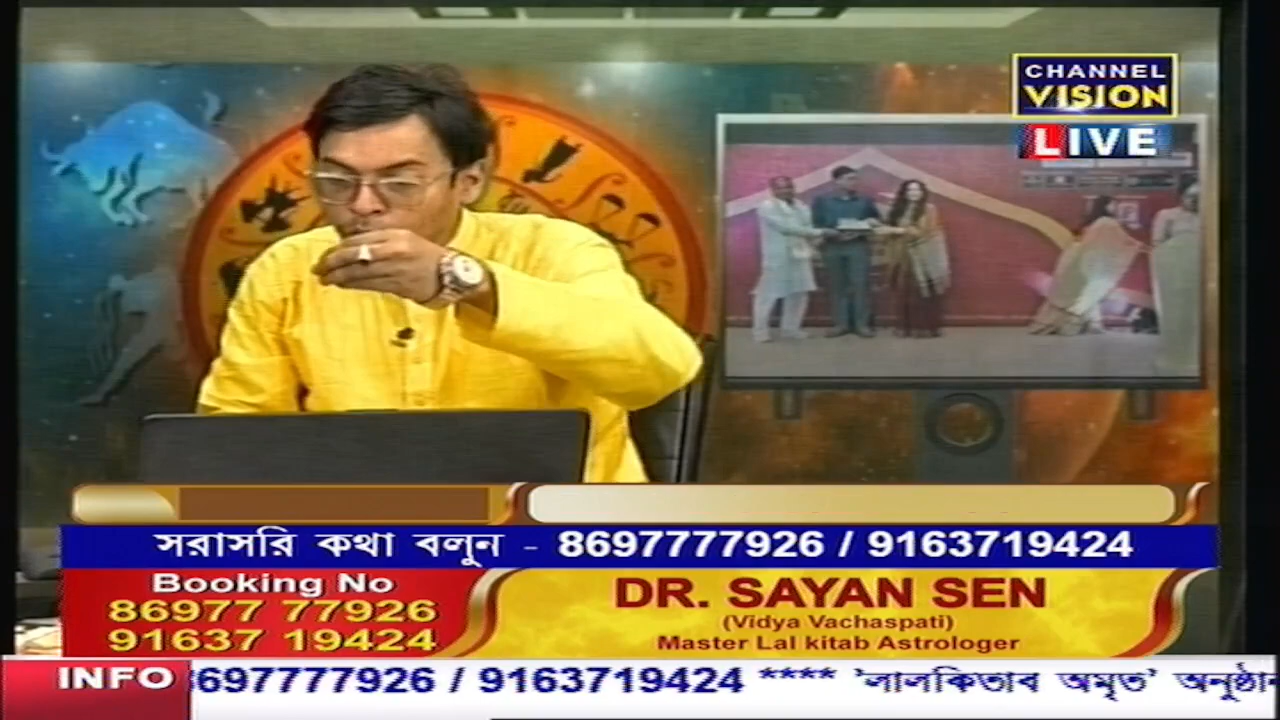 CHANNEL
VISION
LIVE
সরাসরি কথা বলুন - 8697777926 / 9163719424
Booking No
86977 77926
91637 19424
DR. SAYAN SEN
(Vidya Vachaspati)
Master Lal kitab Astrologer
INFO
8697777926 / 9163719424 **** 'লালকিতাব অমৃত' অনুষ্ঠান